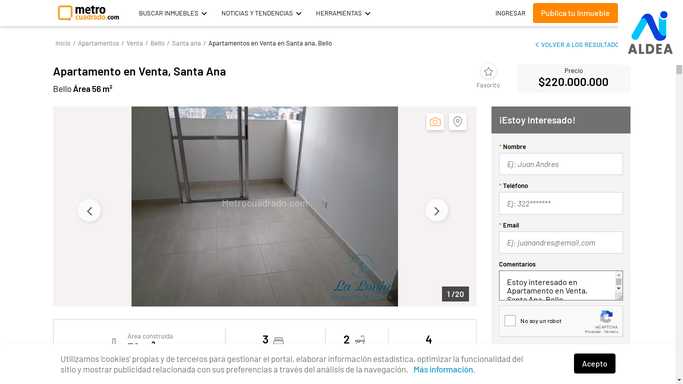 metro
cuadrado.com
BUSCAR INMUEBLES
NOTICIAS Y TENDENCIAS
HERRAMIENTAS
INGRESAR
Publica tu Inmueble
AIDEA
Inicio / Apartamentos / Venta / Bello / Santa ana / Apartamentos en Venta en Santa ana, Bello
< VOLVER A LOS RESULTADO
Apartamento en Venta, Santa Ana
Bello Área 56 m²
Favorito
Precio
$220.000.000
Metrocuadrado.com
1 / 20
¡Estoy Interesado!
* Nombre
Ej: Juan Andres
* Teléfono
Ej: 322*******
* Email
Ej: juanandres@email.com
Comentarios
Estoy interesado en
Apartamento en Venta,
Santa Ana, Bello
No soy un robot
reCAPTCHA
Privacidad - Términos
Área construida
3
2
4
Utilizamos 'cookies' propias y de terceros para gestionar el portal, elaborar información estadística, optimizar la funcionalidad del
sitio y mostrar publicidad relacionada con sus preferencias a través del análisis de la navegación. Más información.
Acepto